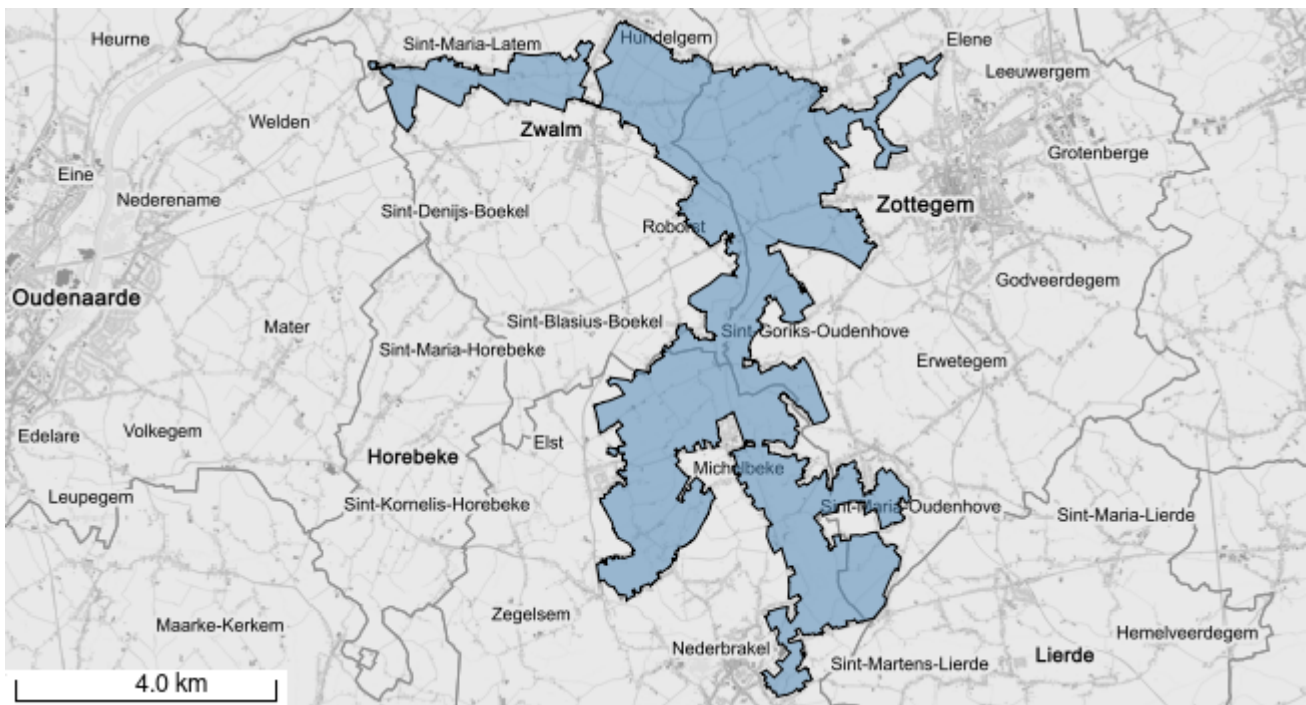 Heurne
Sint-Maria-Latem
Hundelgem
Elene
Leeuwergem
Welden
Zwalm
Grotenberge
Eine
Nederename
Sint-Denijs-Boekel
Roborst
Zottegem
Godveerdegem
Oudenaarde
Mater
Sint-Blasius-Boekel
Sint-Goriks-Oudenhove
Sint-Maria-Horebeke
Erwetegem
Edelare
Volkegem
Elst
Horebeke
Michelbeke
Leupegem
Sint-Kornelis-Horebeke
Sint-Maria-Oudenhove
Sint-Maria-Lierde
Zegelsem
Maarke-Kerkem
Hemelveerdegem
Nederbrakel
Sint-Martens-Lierde
Lierde
4.0 km